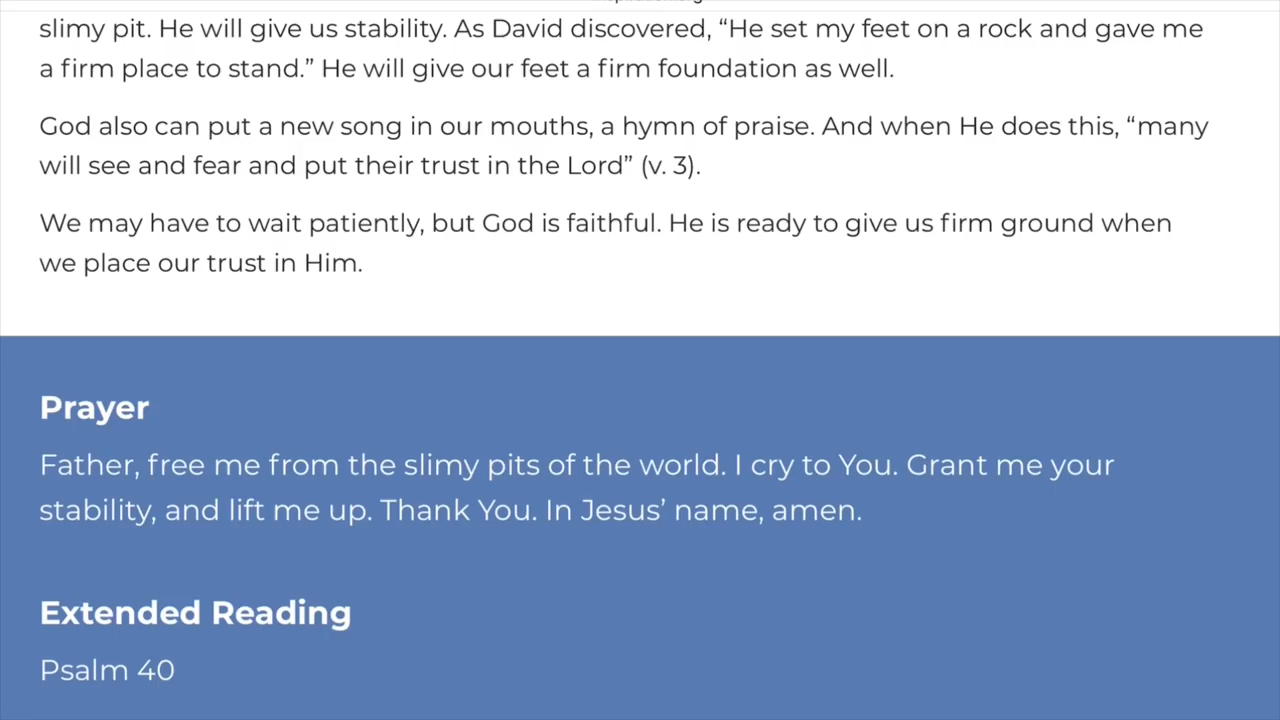 slimy pit. He will give us stability. As David discovered, “He set my feet on a rock and gave me
a firm place to stand.” He will give our feet a firm foundation as well.
God also can put a new song in our mouths, a hymn of praise. And when He does this, “many
will see and fear and put their trust in the Lord” (v. 3).
We may have to wait patiently, but God is faithful. He is ready to give us firm ground when
we place our trust in Him.
Prayer
Father, free me from the slimy pits of the world. I cry to You. Grant me your
stability, and lift me up. Thank You. In Jesus’ name, amen.
Extended Reading
Psalm 40